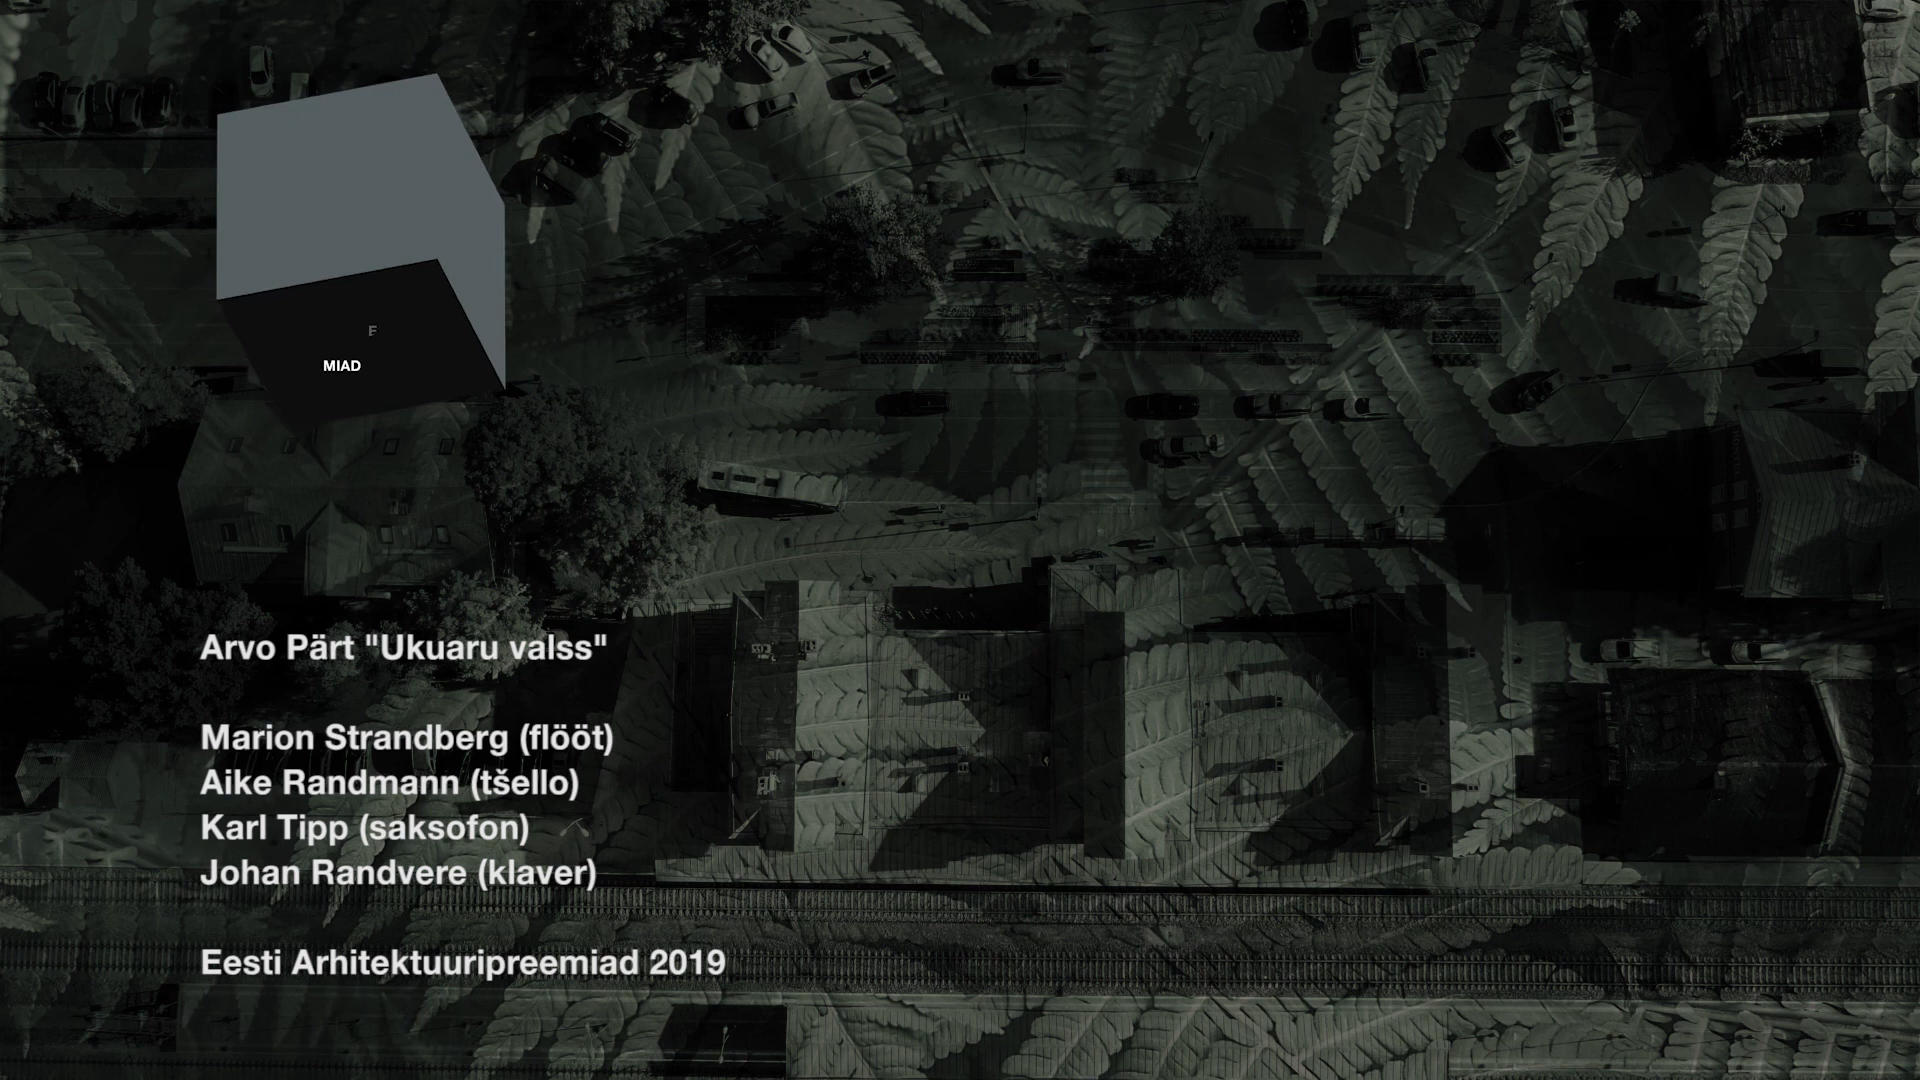 F
MIAD
Arvo Pärt "Ukuaru valss"
Marion Strandberg (flööt)
Aike Randmann (tšello)
Karl Tipp (saksofon)
Johan Randvere (klaver)
Eesti Arhitektuuripreemiad 2019